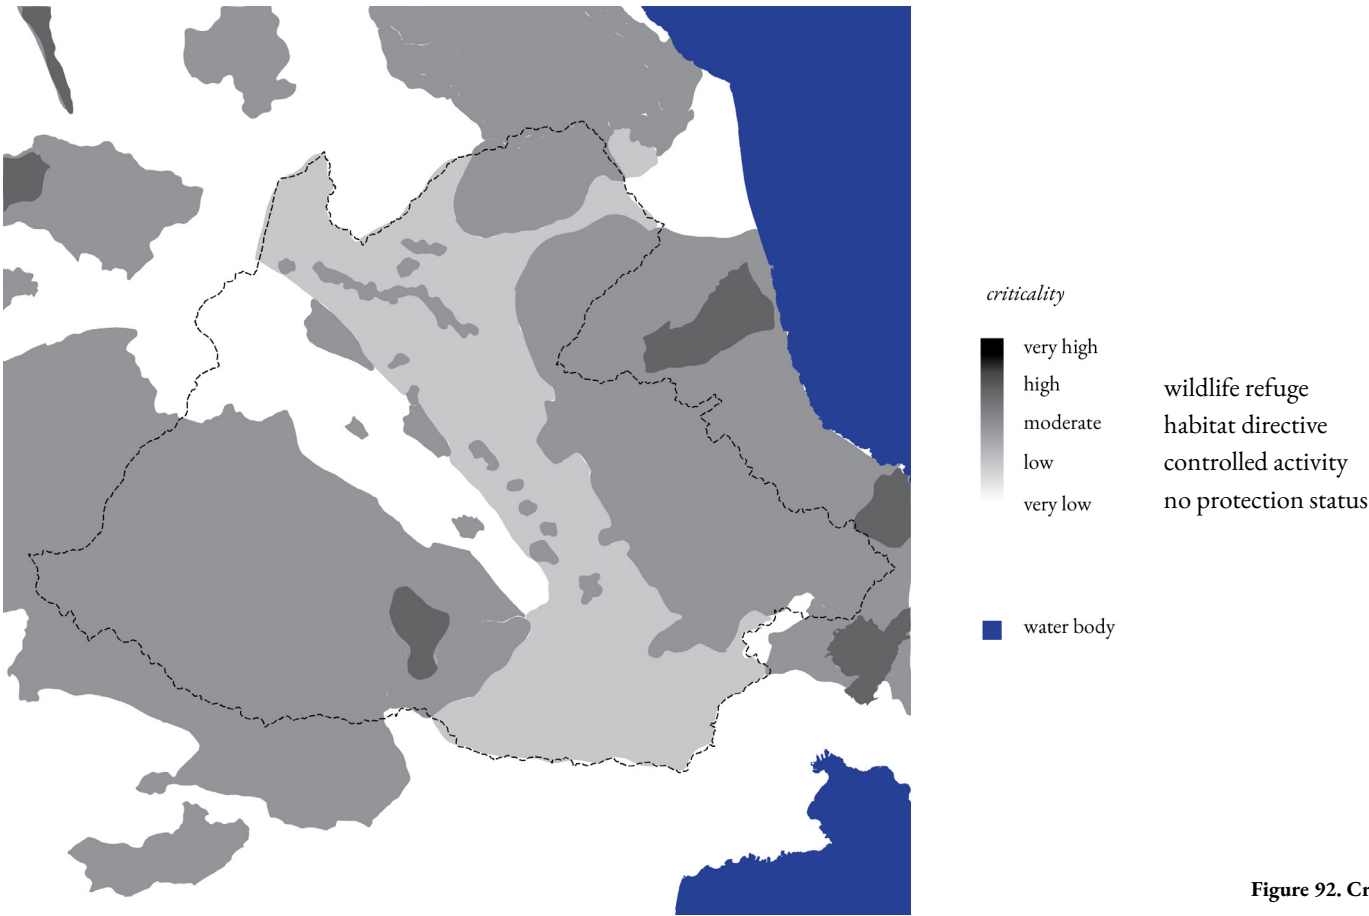 criticality
very high
high
wildlife refuge
moderate
habitat directive
low
controlled activity
very low
no protection status
water body
Figure 92. Cr